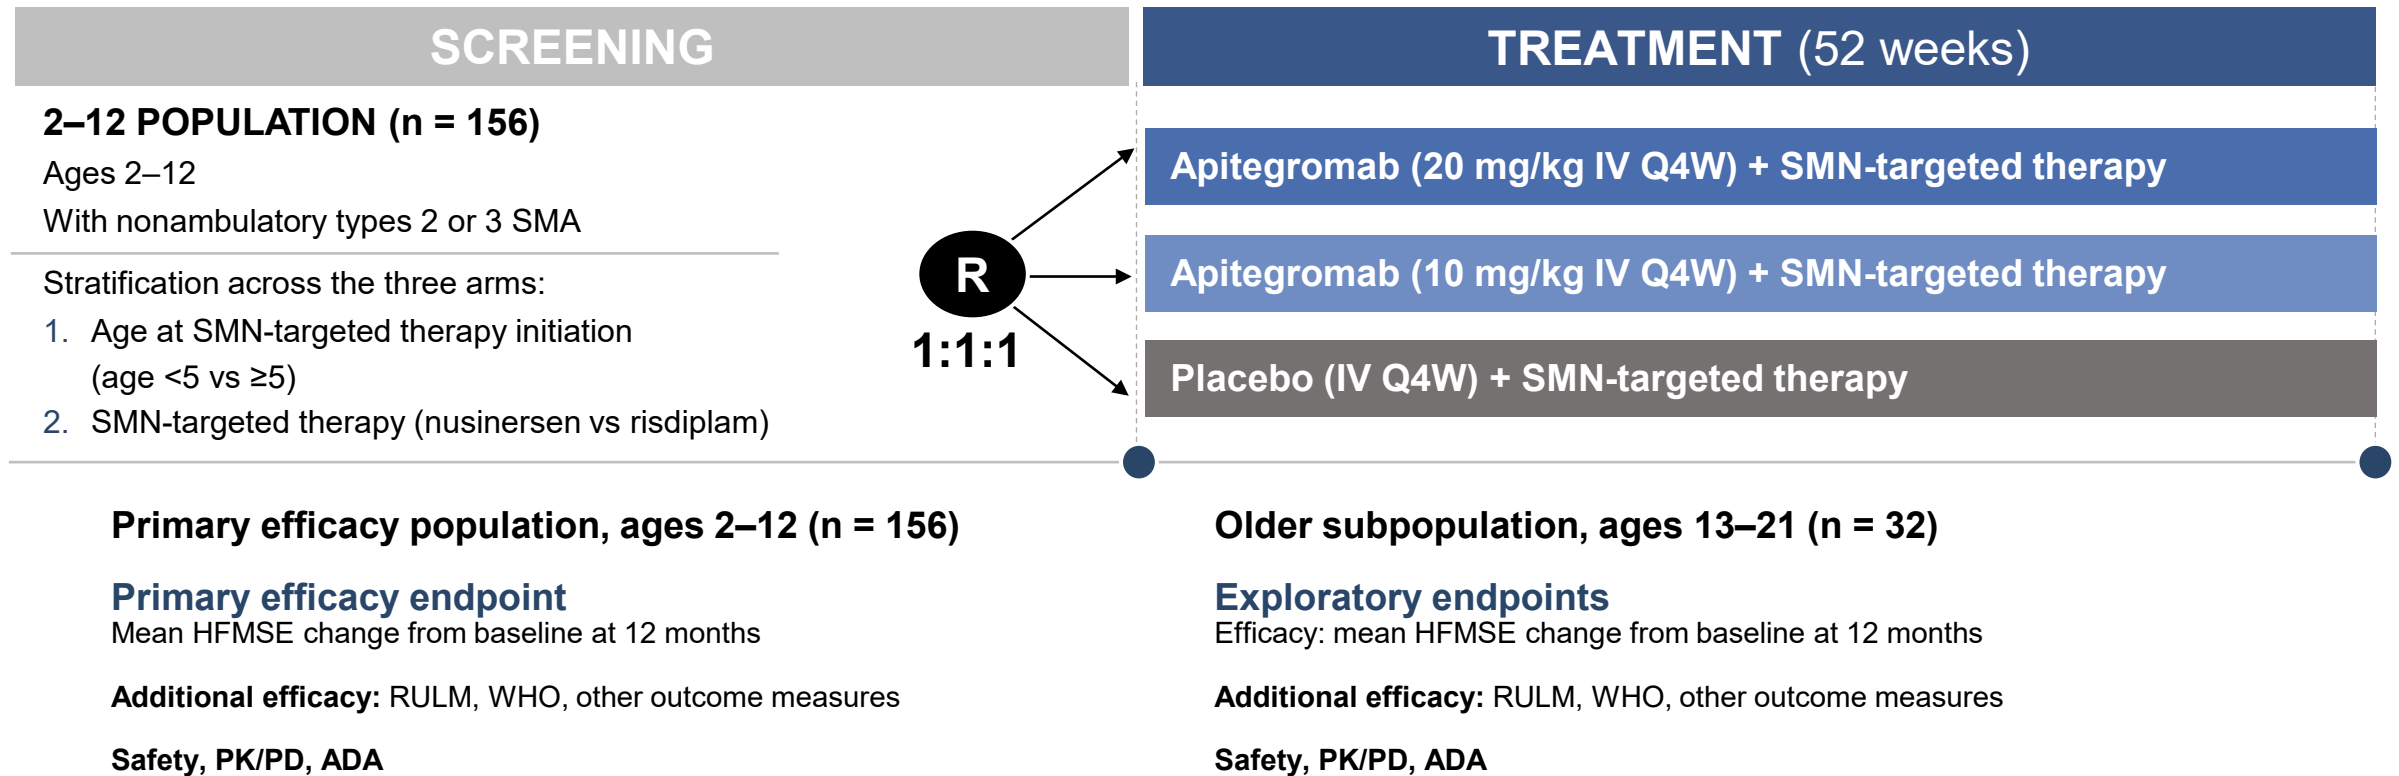 SCREENING
TREATMENT (52 weeks)
2–12 POPULATION (n = 156)
Ages 2–12
With nonambulatory types 2 or 3 SMA
Stratification across the three arms:
1. Age at SMN-targeted therapy initiation
(age <5 vs ≥5)
2. SMN-targeted therapy (nusinersen vs risdiplam)
R
1:1:1
Apitegromab (20 mg/kg IV Q4W) + SMN-targeted therapy
Apitegromab (10 mg/kg IV Q4W) + SMN-targeted therapy
Placebo (IV Q4W) + SMN-targeted therapy
Primary efficacy population, ages 2–12 (n = 156)
Primary efficacy endpoint
Mean HFMSE change from baseline at 12 months
Additional efficacy: RULM, WHO, other outcome measures
Safety, PK/PD, ADA
Older subpopulation, ages 13–21 (n = 32)
Exploratory endpoints
Efficacy: mean HFMSE change from baseline at 12 months
Additional efficacy: RULM, WHO, other outcome measures
Safety, PK/PD, ADA